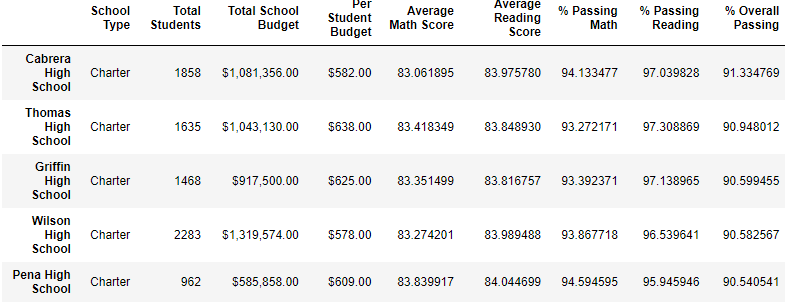 School Type Total Students Total School Budget Per Student Budget Average Math Score Average Reading Score % Passing Math % Passing Reading % Overall Passing
Cabrera High School Charter 1858 $1,081,356.00 $582.00 83.061895 83.975780 94.133477 97.039828 91.334769
Thomas High School Charter 1635 $1,043,130.00 $638.00 83.418349 83.848930 93.272171 97.308869 90.948012
Griffin High School Charter 1468 $917,500.00 $625.00 83.351499 83.816757 93.392371 97.138965 90.599455
Wilson High School Charter 2283 $1,319,574.00 $578.00 83.274201 83.989488 93.867718 96.539641 90.582567
Pena High School Charter 962 $585,858.00 $609.00 83.839917 84.044699 94.594595 95.945946 90.540541